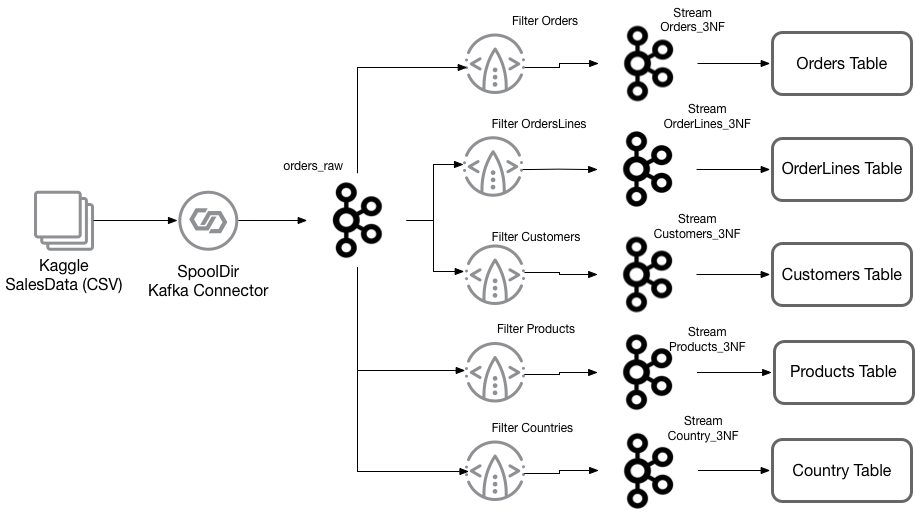 Filter Orders
Stream
Orders_3NF
Orders Table
Filter OrdersLines
Stream
OrderLines_3NF
OrderLines Table
orders_raw
Kaggle
SalesData (CSV)
SpoolDir
Kafka Connector
Filter Customers
Stream
Customers_3NF
Customers Table
Filter Products
Stream
Products_3NF
Products Table
Filter Countries
Stream
Country_3NF
Country Table